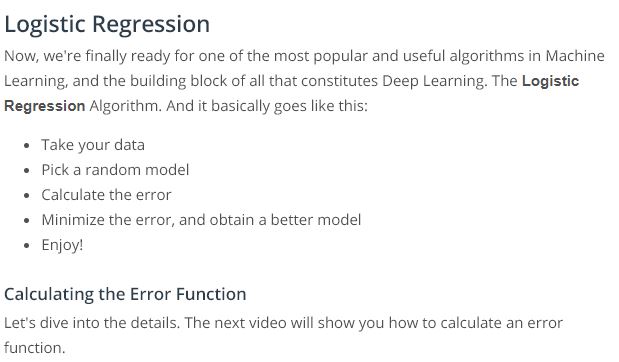 Logistic Regression
Now, we're finally ready for one of the most popular and useful algorithms in Machine
Learning, and the building block of all that constitutes Deep Learning. The Logistic
Regression Algorithm. And it basically goes like this:
• Take your data
• Pick a random model
• Calculate the error
• Minimize the error, and obtain a better model
• Enjoy!
Calculating the Error Function
Let's dive into the details. The next video will show you how to calculate an error
function.